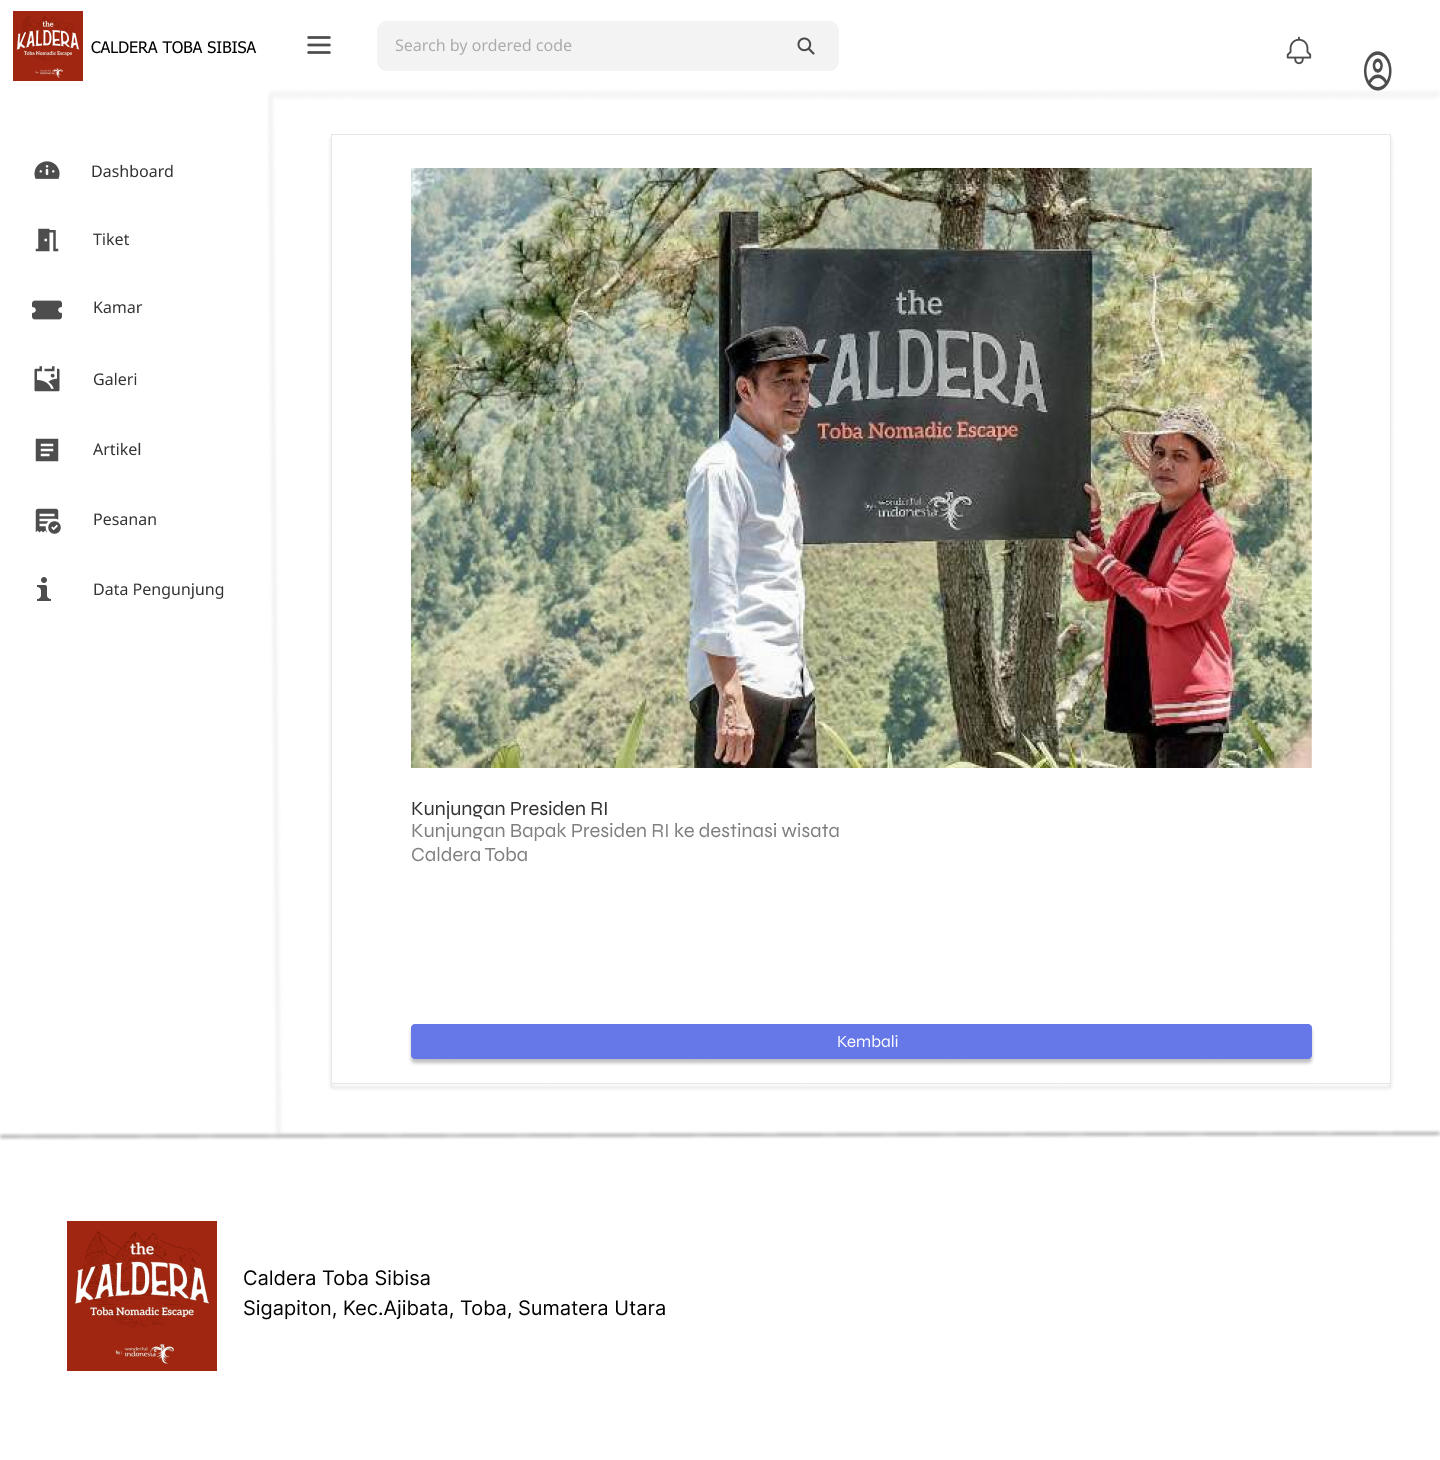 the
KALDERA
Toba Nomadic Escape
CALDERA TOBA SIBISA
Search by ordered code
Dashboard
Tiket
Kamar
Galeri
Artikel
Pesanan
Data Pengunjung
the
KALDERA
Toba Nomadic Escape
by: wonderful
indonesia
Kunjungan Presiden RI
Kunjungan Bapak Presiden RI ke destinasi wisata
Caldera Toba
Kembali
the
KALDERA
Toba Nomadic Escape
by: wonderful
indonesia
Caldera Toba Sibisa
Sigapiton, Kec.Ajibata, Toba, Sumatera Utara